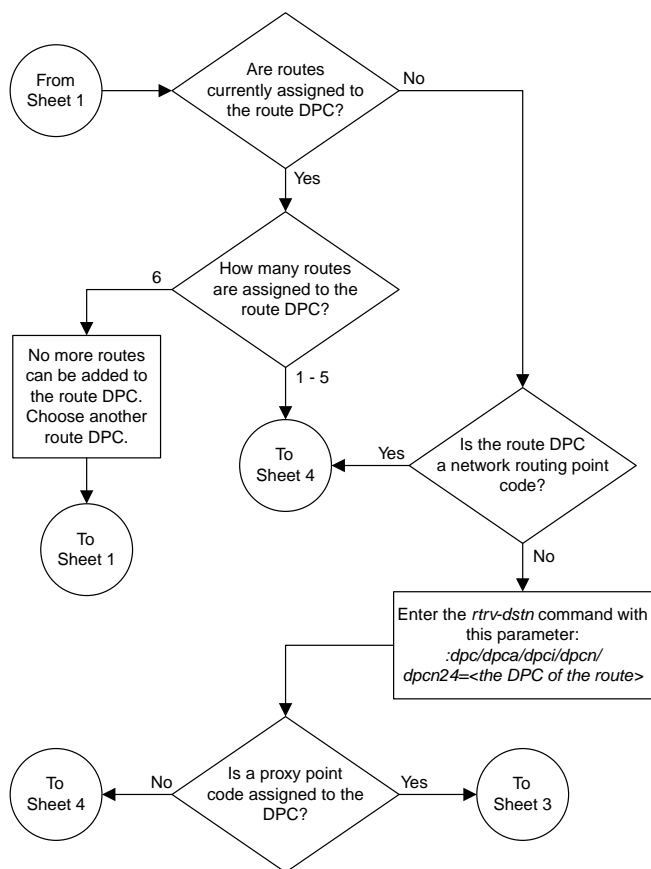 From
Sheet 1
Are routes
currently assigned to
the route DPC?
No
Yes
How many routes
are assigned to the
route DPC?
6
1 - 5
No more routes
can be added to
the route DPC.
Choose another
route DPC.
To
Sheet 1
To
Sheet 4
Yes
Is the route DPC
a network routing point
code?
No
Enter the rtrv-dstn command with
this parameter:
:dpc/dpca/dpci/dpcn/
dpcn24=<the DPC of the route>
To
Sheet 4
No
Is a proxy point
code assigned to the
DPC?
Yes
To
Sheet 3